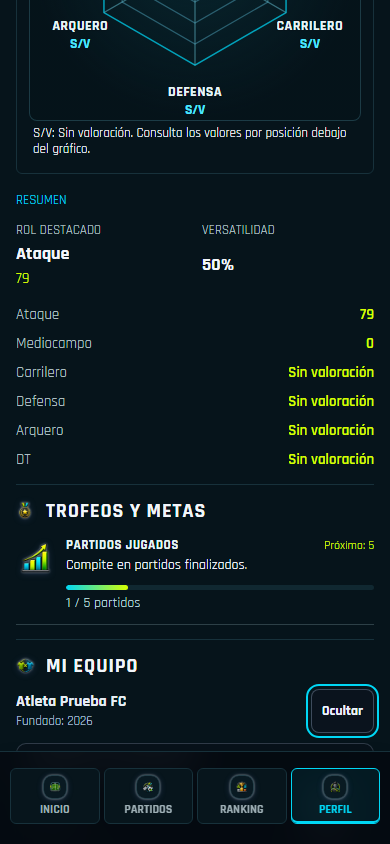 ARQUERO
S/V
CARRILERO
S/V
DEFENSA
S/V
S/V: Sin valoración. Consulta los valores por posición debajo
del gráfico.
RESUMEN
ROL DESTACADO
Ataque
79
VERSATILIDAD
50%
Ataque 79
Mediocampo 0
Carrilero Sin valoración
Defensa Sin valoración
Arquero Sin valoración
DT Sin valoración
TROFEOS Y METAS
PARTIDOS JUGADOS Próximo: 5
Compite en partidos finalizados.
1 / 5 partidos
MI EQUIPO
Atleta Prueba FC
Fundado: 2026
Ocultar
INICIO PARTIDOS RANKING PERFIL